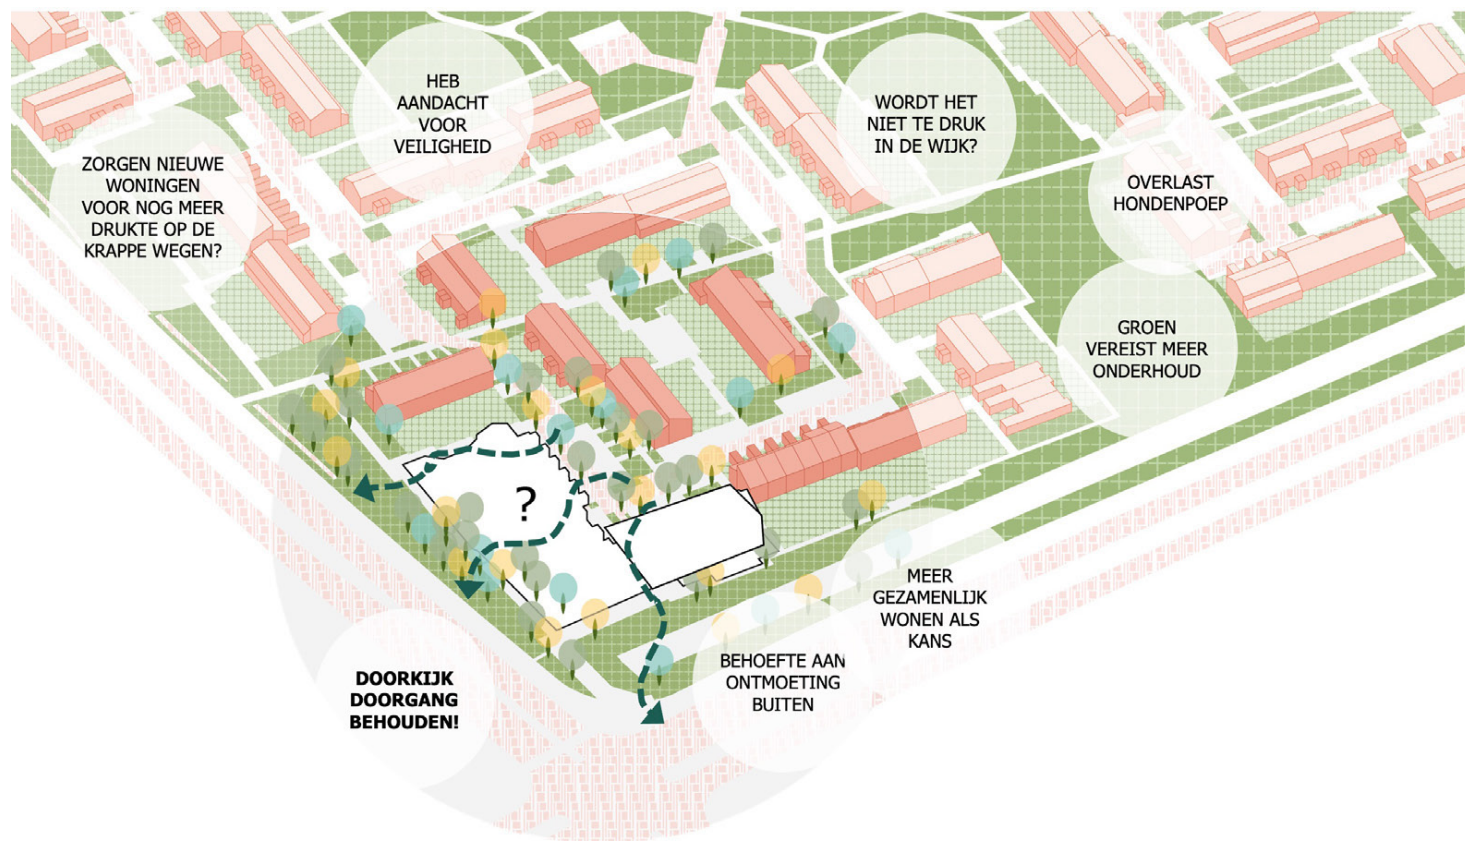 HEB
AANDACHT
VOOR
VEILIGHEID
WORDT HET
NIET TE DRUK
IN DE WIJK?
ZORGEN NIEUWE
WONINGEN
VOOR NOG MEER
DRUKTE OP DE
KRAPPE WEGEN?
OVERLAST
HONDENPOEP
GROEN
VEREIST MEER
ONDERHOUD
?
MEER
GEZAMENLIJK
WONEN ALS
KANS
BEHOEFTE AAN
ONTMOETING
BUITEN
DOORKIJK
DOORGANG
BEHOUDEN!